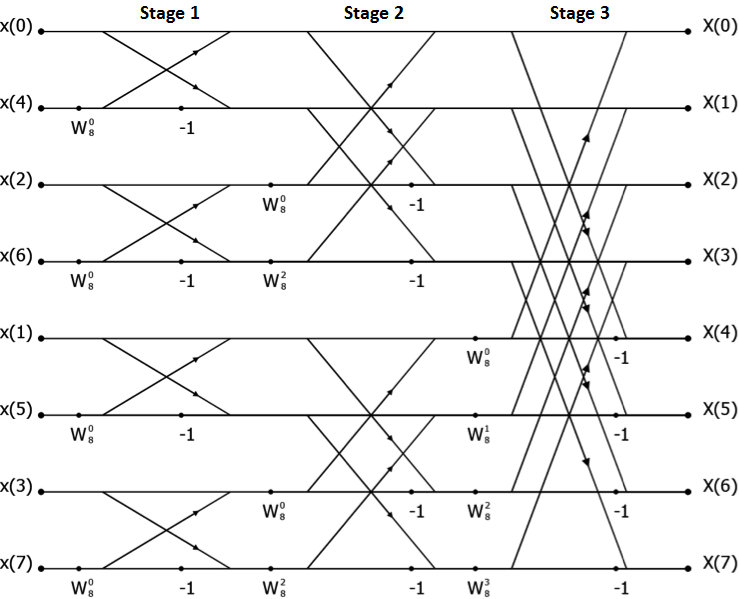 Stage 1 Stage 2 Stage 3
x(0) X(0)
x(4) X(1)
W₈⁰ -1
x(2) X(2)
W₈⁰ -1
x(6) X(3)
W₈⁰ -1 W₈² -1
x(1) X(4)
W₈⁰ -1
x(5) X(5)
W₈⁰ -1 W₈¹ -1
x(3) X(6)
W₈⁰ -1 W₈² -1
x(7) X(7)
W₈⁰ -1 W₈² -1 W₈³ -1